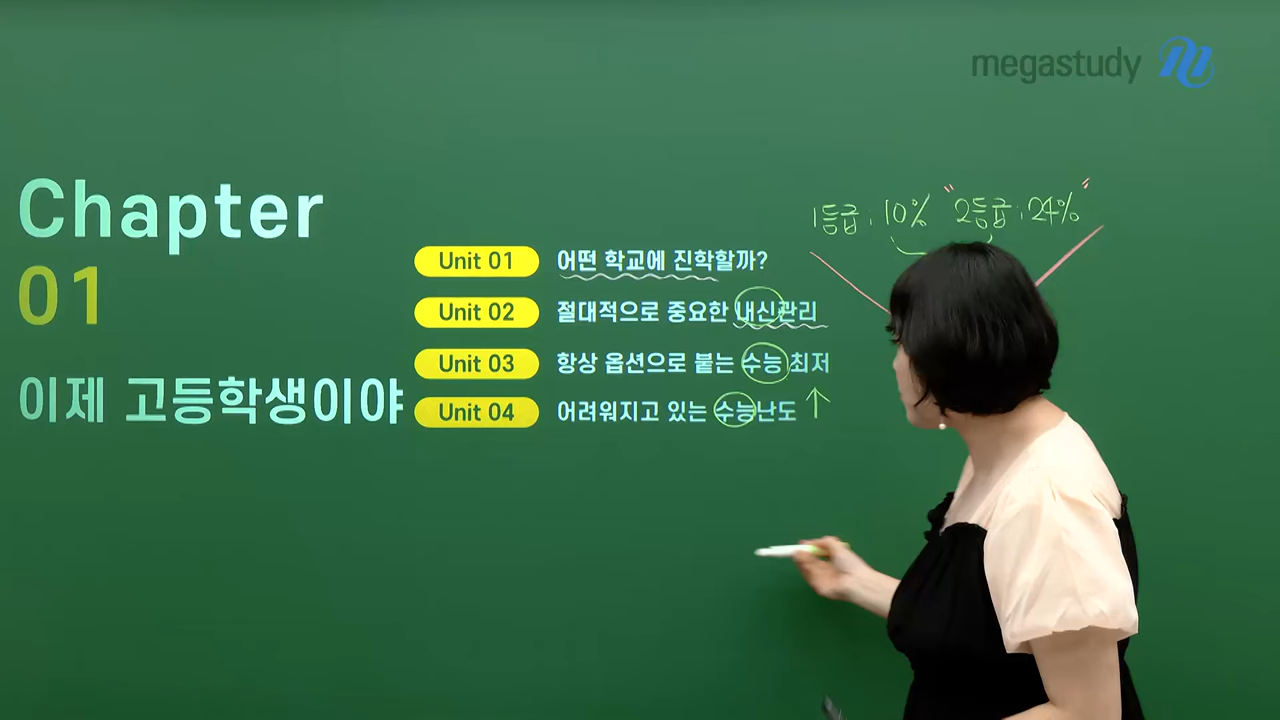 megastudy
Chapter
01
이제 고등학생이야
1등급 : 10% "2등급 : 24%"
Unit 01 어떤 학교에 진학할까?
Unit 02 절대적으로 중요한 내신관리
Unit 03 항상 옵션으로 붙는 수능 최저
Unit 04 어려워지고 있는 수능난도 ↑